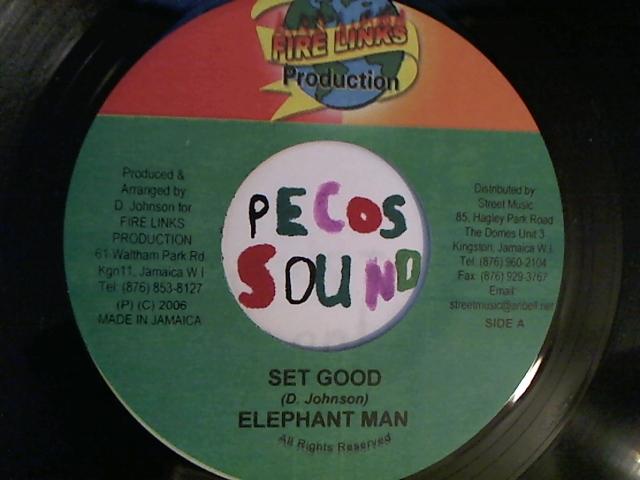 FIRE LINKS
Production
Produced &
Arranged by
D. Johnson for
FIRE LINKS
PRODUCTION
61 Waltham Park Rd.
Kgn11, Jamaica W.I
Tel: (876) 853-8127
(P) (C) 2006
MADE IN JAMAICA
PECOS
SOUND
Distributed by
Street Music
85, Hagley Park Road
The Domes Unit 3
Kingston, Jamaica W.I.
Tel. (876) 960-2104
Fax: (876) 929-3767
Email:
streetmusic@anbell.net
SIDE A
SET GOOD
(D. Johnson)
ELEPHANT MAN
All Rights Reserved